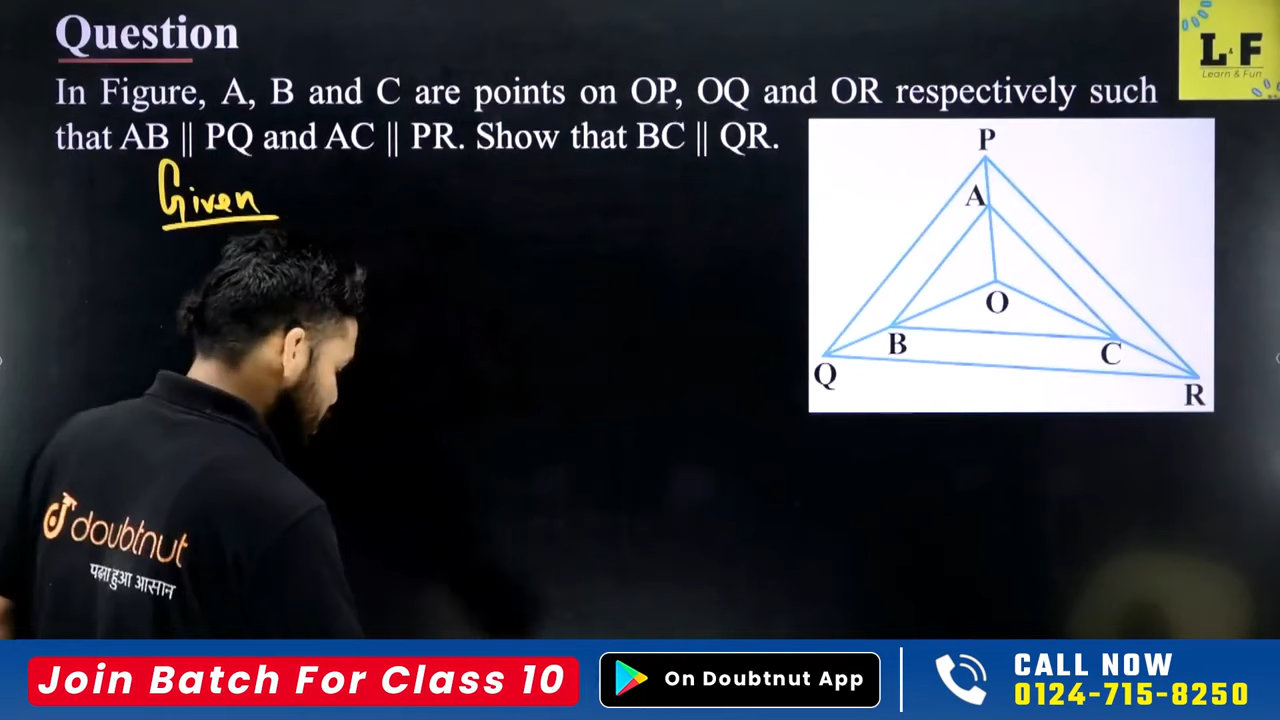 Question
In Figure, A, B and C are points on OP, OQ and OR respectively such
that AB || PQ and AC || PR. Show that BC || QR.
L&F
Learn & Fun
Given
P
A
O
B
C
Q
R
doubtnut
पढ़ना हुआ आसान
Join Batch For Class 10
On Doubtnut App
CALL NOW
0124-715-8250